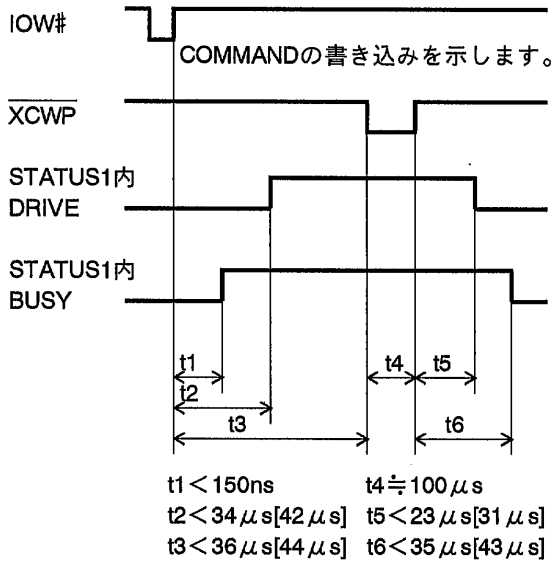 IOW#
COMMANDの書き込みを示します。
XCWP
STATUS1内
DRIVE
STATUS1内
BUSY
t1
t4
t5
t2
t3
t6
t1<150ns
t4≒100μs
t2<34μs[42μs]
t5<23μs[31μs]
t3<36μs[44μs]
t6<35μs[43μs]